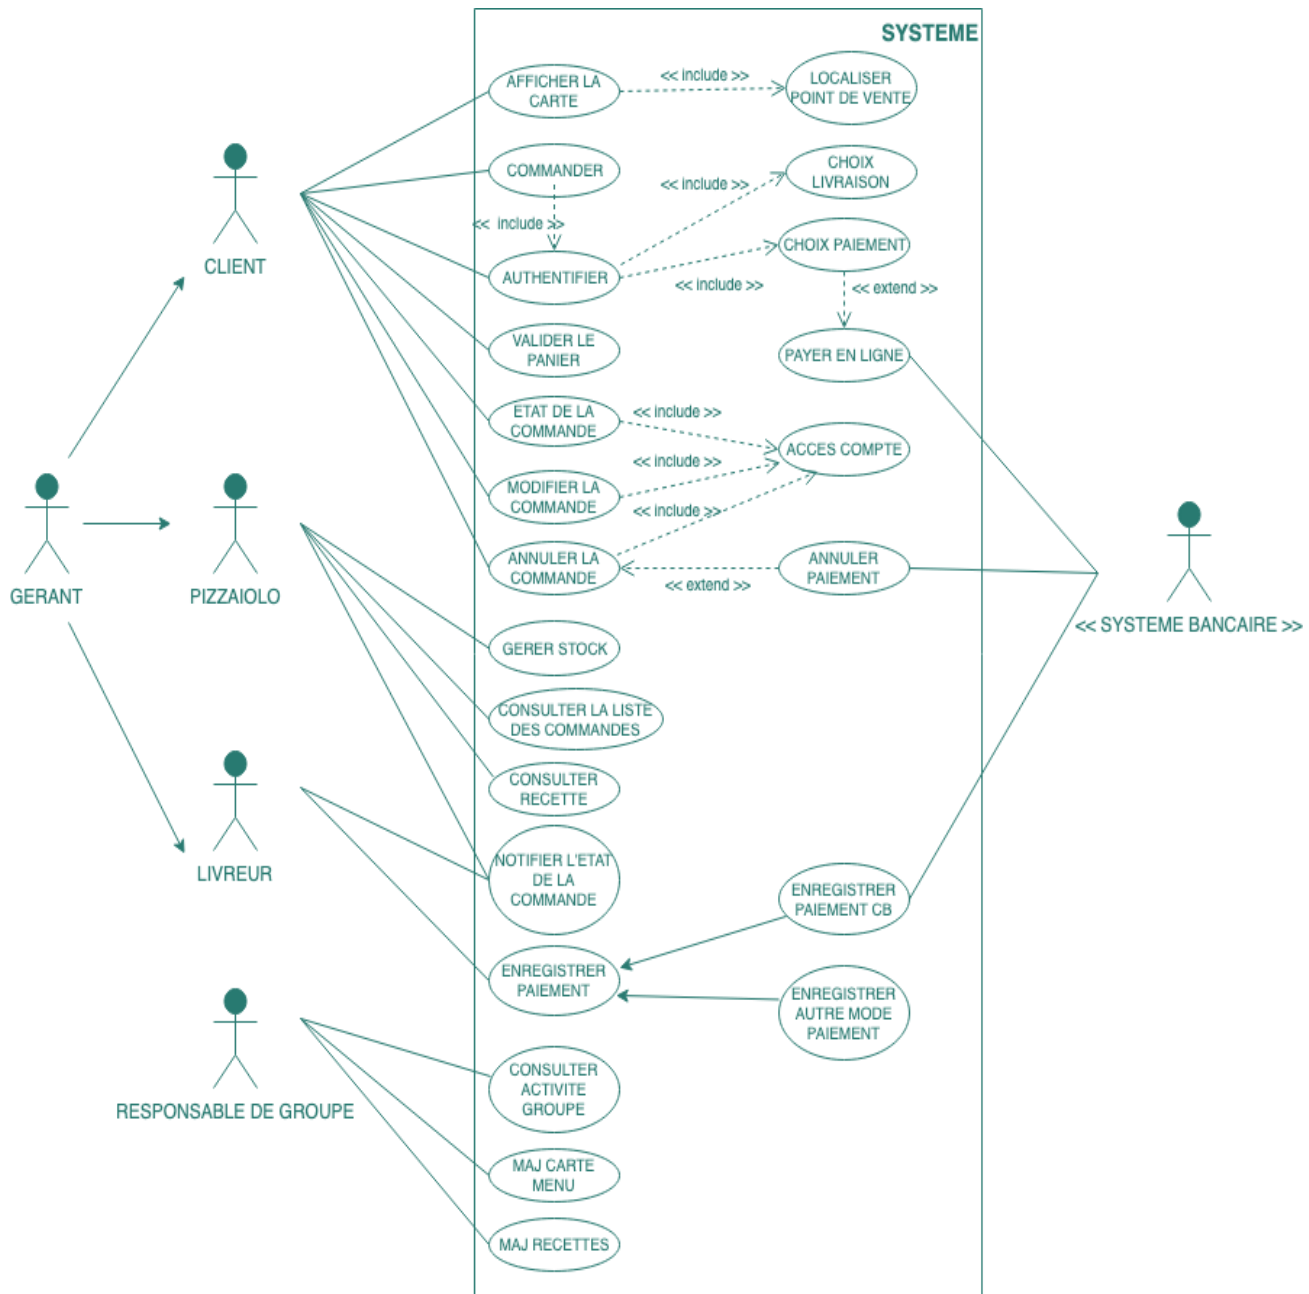 SYSTEME
AFFICHER LA
CARTE
<< include >>
LOCALISER
POINT DE VENTE
COMMANDER
<< include >>
CHOIX
LIVRAISON
<< include >>
CLIENT
AUTHENTIFIER
CHOIX PAIEMENT
<< include >>
<< extend >>
VALIDER LE
PANIER
PAYER EN LIGNE
ETAT DE LA
COMMANDE
<< include >>
ACCES COMPTE
<< include >>
MODIFIER LA
COMMANDE
<< include >>
ANNULER LA
COMMANDE
<< extend >>
ANNULER
PAIEMENT
GERANT
PIZZAIOLO
<< SYSTEME BANCAIRE >>
GERER STOCK
CONSULTER LA LISTE
DES COMMANDES
CONSULTER
RECETTE
LIVREUR
NOTIFIER L'ETAT
DE LA
COMMANDE
ENREGISTRER
PAIEMENT CB
ENREGISTRER
PAIEMENT
ENREGISTRER
AUTRE MODE
PAIEMENT
RESPONSABLE DE GROUPE
CONSULTER
ACTIVITE
GROUPE
MAJ CARTE
MENU
MAJ RECETTES